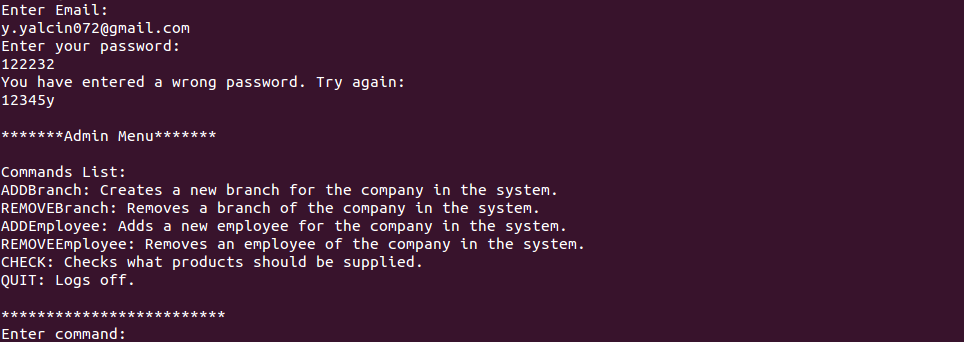 Enter Email:
y.yalcin072@gmail.com
Enter your password:
122232
You have entered a wrong password. Try again:
12345y
*******Admin Menu*******
Commands List:
ADDBranch: Creates a new branch for the company in the system.
REMOVEBranch: Removes a branch of the company in the system.
ADDEmployee: Adds a new employee for the company in the system.
REMOVEEmployee: Removes an employee of the company in the system.
CHECK: Checks what products should be supplied.
QUIT: Logs off.
*************************
Enter command: